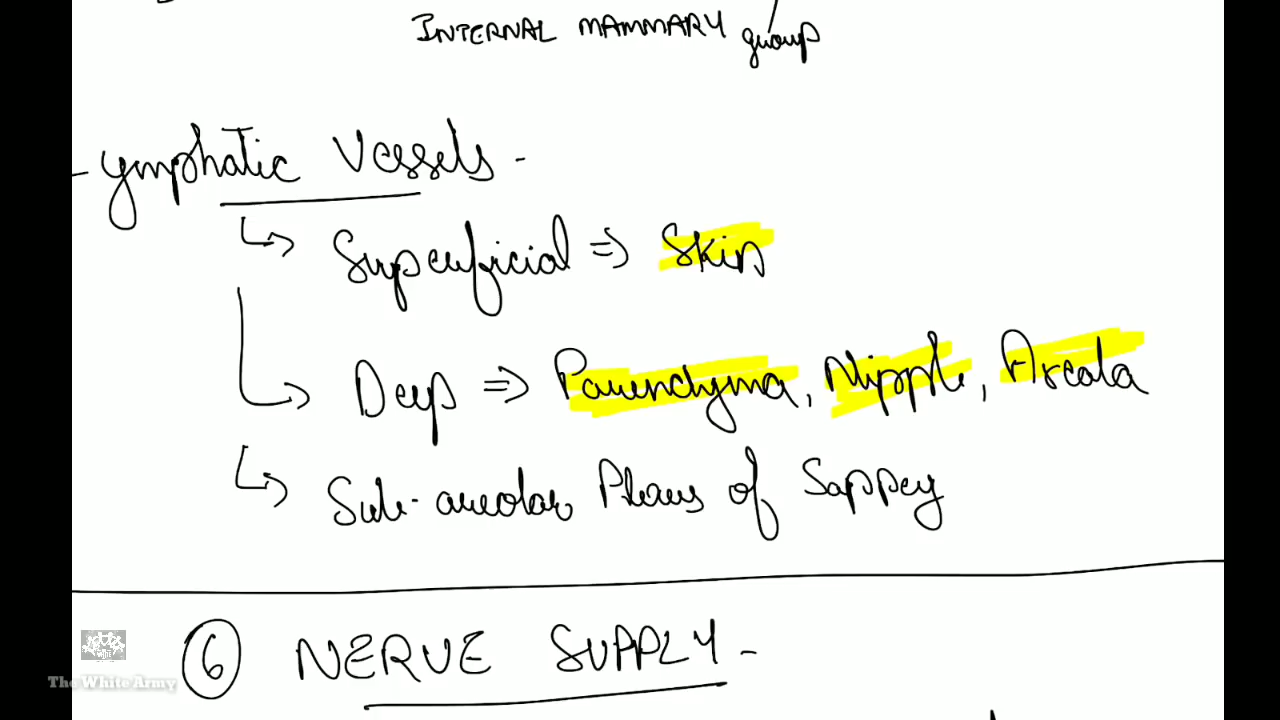 INTERNAL MAMMARY group
-ymphatic Vessels -
↳ Superficial ⇒ Skin
↳ Deep ⇒ Parenchyma, Nipple, Areola
↳ Sub-areolar Plexus of Sappey
6 NERVE SUPPLY -
The White Army